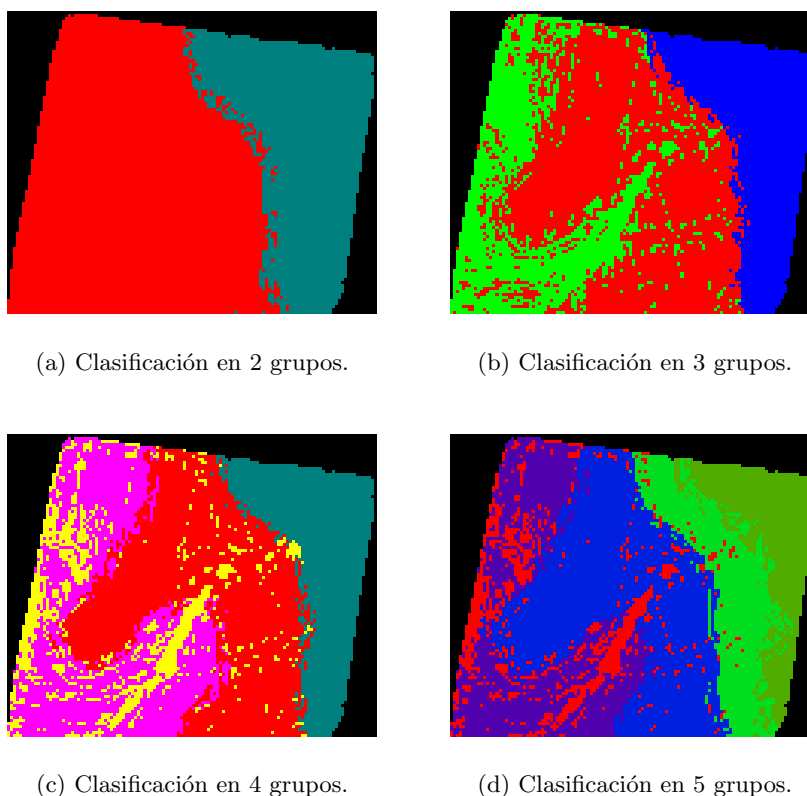 (a) Clasificación en 2 grupos.
(b) Clasificación en 3 grupos.
(c) Clasificación en 4 grupos.
(d) Clasificación en 5 grupos.